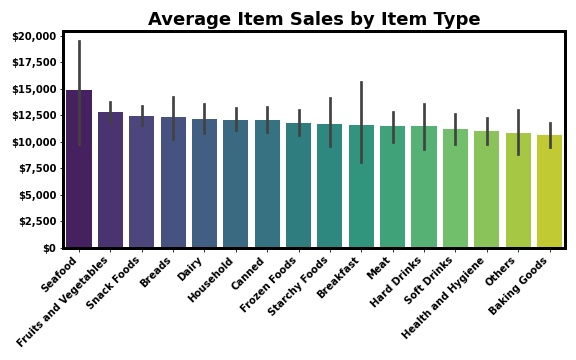 Average Item Sales by Item Type
$20,000
$17,500
$15,000
$12,500
$10,000
$7,500
$5,000
$2,500
$0
Seafood
Fruits and Vegetables
Snack Foods
Breads
Dairy
Household
Canned
Frozen Foods
Starchy Foods
Breakfast
Meat
Hard Drinks
Soft Drinks
Health and Hygiene
Others
Baking Goods